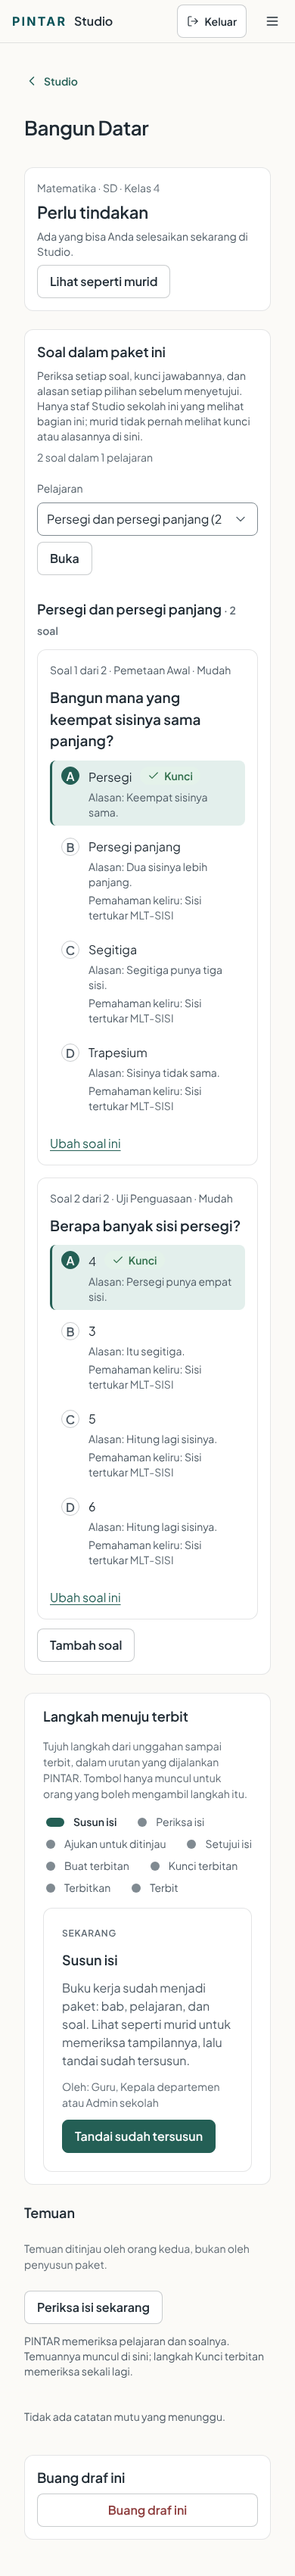 PINTAR Studio
Keluar
Studio
Bangun Datar
Matematika · SD · Kelas 4
Perlu tindakan
Ada yang bisa Anda selesaikan sekarang di
Studio.
Lihat seperti murid
Soal dalam paket ini
Periksa setiap soal, kunci jawabannya, dan
alasan setiap pilihan sebelum menyetujui.
Hanya staf Studio sekolah ini yang melihat
bagian ini; murid tidak pernah melihat kunci
atau alasannya di sini.
2 soal dalam 1 pelajaran
Pelajaran
Persegi dan persegi panjang (2
Buka
Persegi dan persegi panjang · 2
soal
Soal 1 dari 2 · Pemetaan Awal · Mudah
Bangun mana yang
keempat sisinya sama
panjang?
A Persegi Kunci
Alasan: Keempat sisinya
sama.
B Persegi panjang
Alasan: Dua sisinya lebih
panjang.
Pemahaman keliru: Sisi
tertukar MLT-SISI
C Segitiga
Alasan: Segitiga punya tiga
sisi.
Pemahaman keliru: Sisi
tertukar MLT-SISI
D Trapesium
Alasan: Sisinya tidak sama.
Pemahaman keliru: Sisi
tertukar MLT-SISI
Ubah soal ini
Soal 2 dari 2 · Uji Penguasaan · Mudah
Berapa banyak sisi persegi?
A 4 Kunci
Alasan: Persegi punya empat
sisi.
B 3
Alasan: Itu segitiga.
Pemahaman keliru: Sisi
tertukar MLT-SISI
C 5
Alasan: Hitung lagi sisinya.
Pemahaman keliru: Sisi
tertukar MLT-SISI
D 6
Alasan: Hitung lagi sisinya.
Pemahaman keliru: Sisi
tertukar MLT-SISI
Ubah soal ini
Tambah soal
Langkah menuju terbit
Tujuh langkah dari unggahan sampai
terbit, dalam urutan yang dijalankan
PINTAR. Tombol hanya muncul untuk
orang yang boleh mengambil langkah itu.
Susun isi Periksa isi
Ajukan untuk ditinjau Setujui isi
Buat terbitan Kunci terbitan
Terbitkan Terbit
SEKARANG
Susun isi
Buku kerja sudah menjadi
paket: bab, pelajaran, dan
soal. Lihat seperti murid untuk
memeriksa tampilannya, lalu
tandai sudah tersusun.
Oleh: Guru, Kepala departemen
atau Admin sekolah
Tandai sudah tersusun
Temuan
Temuan ditinjau oleh orang kedua, bukan oleh
penyusun paket.
Periksa isi sekarang
PINTAR memeriksa pelajaran dan soalnya.
Temuannya muncul di sini; langkah Kunci terbitan
memeriksa sekali lagi.
Tidak ada catatan mutu yang menunggu.
Buang draf ini
Buang draf ini